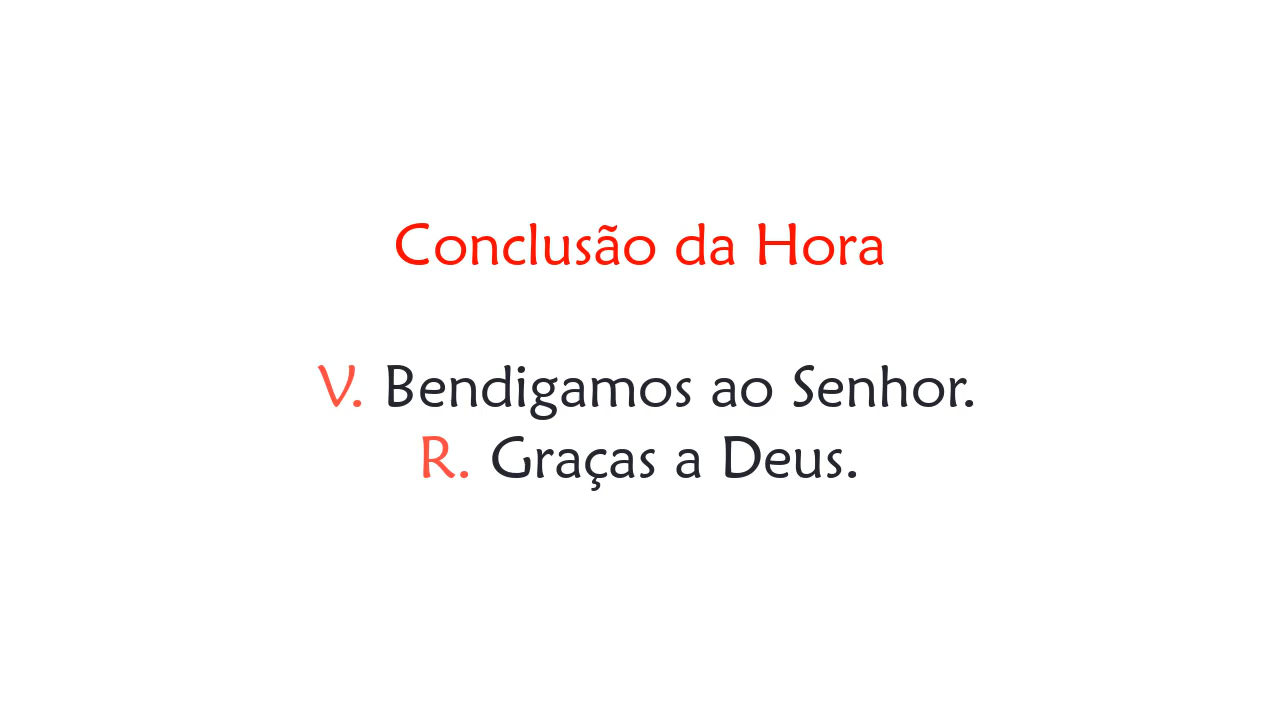 Conclusão da Hora
V. Bendigamos ao Senhor.
R. Graças a Deus.